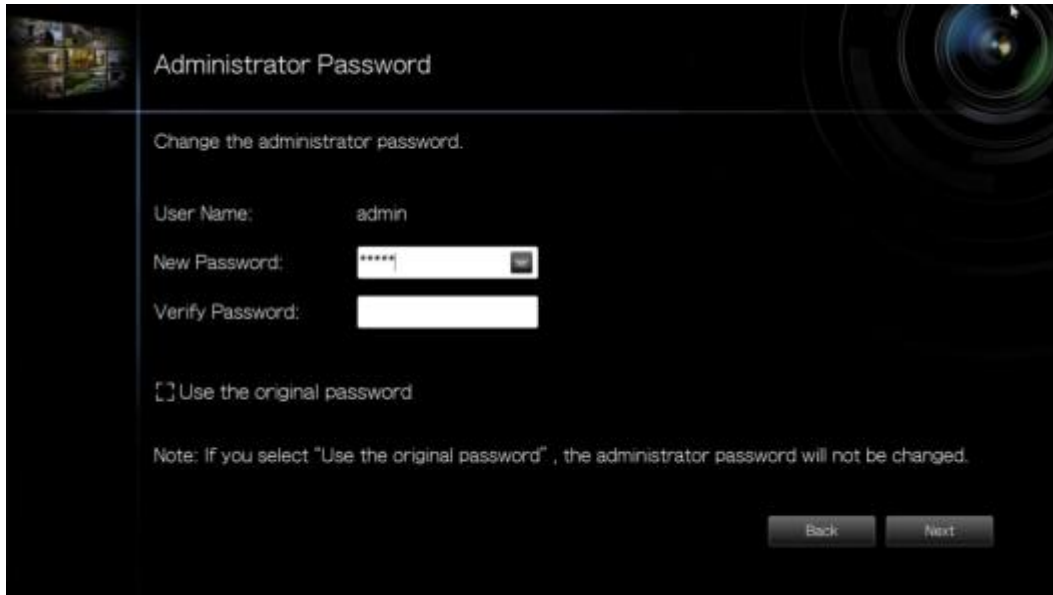 Administrator Password
Change the administrator password.
User Name: admin
New Password: *****
Verify Password:
Use the original password
Note: If you select "Use the original password" , the administrator password will not be changed.
Back Next